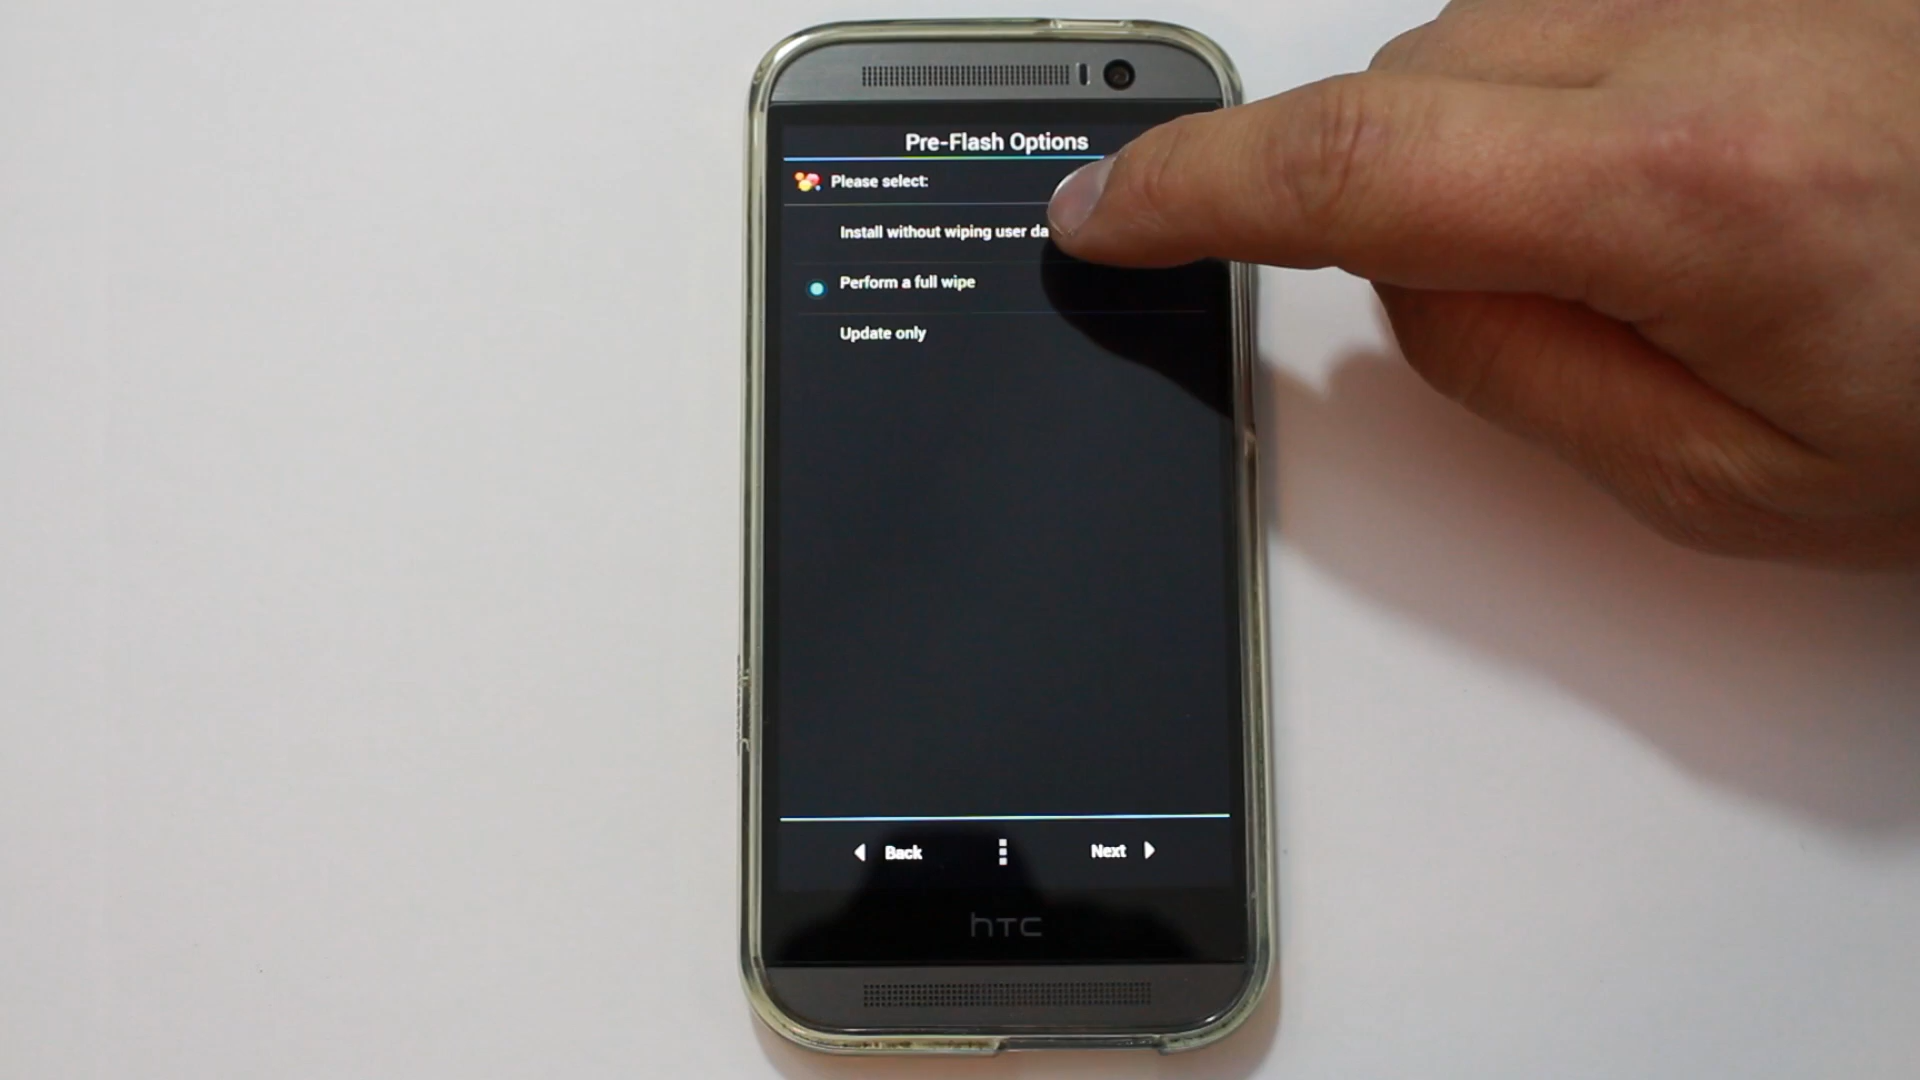 Pre-Flash Options
Please select:
Install without wiping user da
Perform a full wipe
Update only
Back
Next
hTC